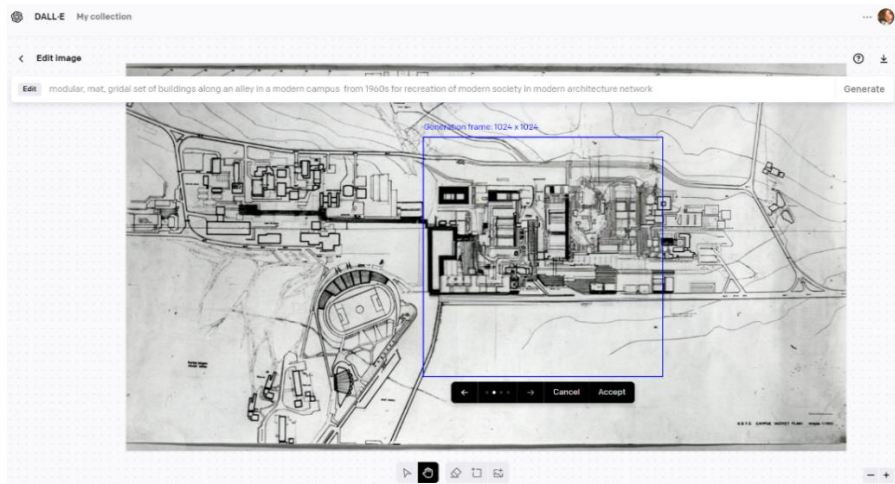 DALL·E My collection
Edit image
Edit modular, mat, gridal set of buildings along an alley in a modern campus from 1960s for recreation of modern society in modern architecture network Generate
Generation frame: 1024 x 1024
Cancel Accept
CAMPUS